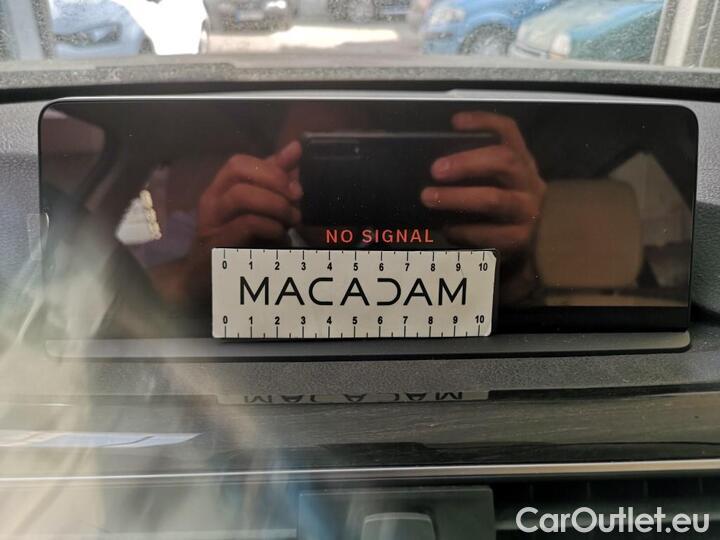 NO SIGNAL
0 1 2 3 4 5 6 7 8 9 10
MACADAM
0 1 2 3 4 5 6 7 8 9 10
MACADAM
CarOutlet.eu